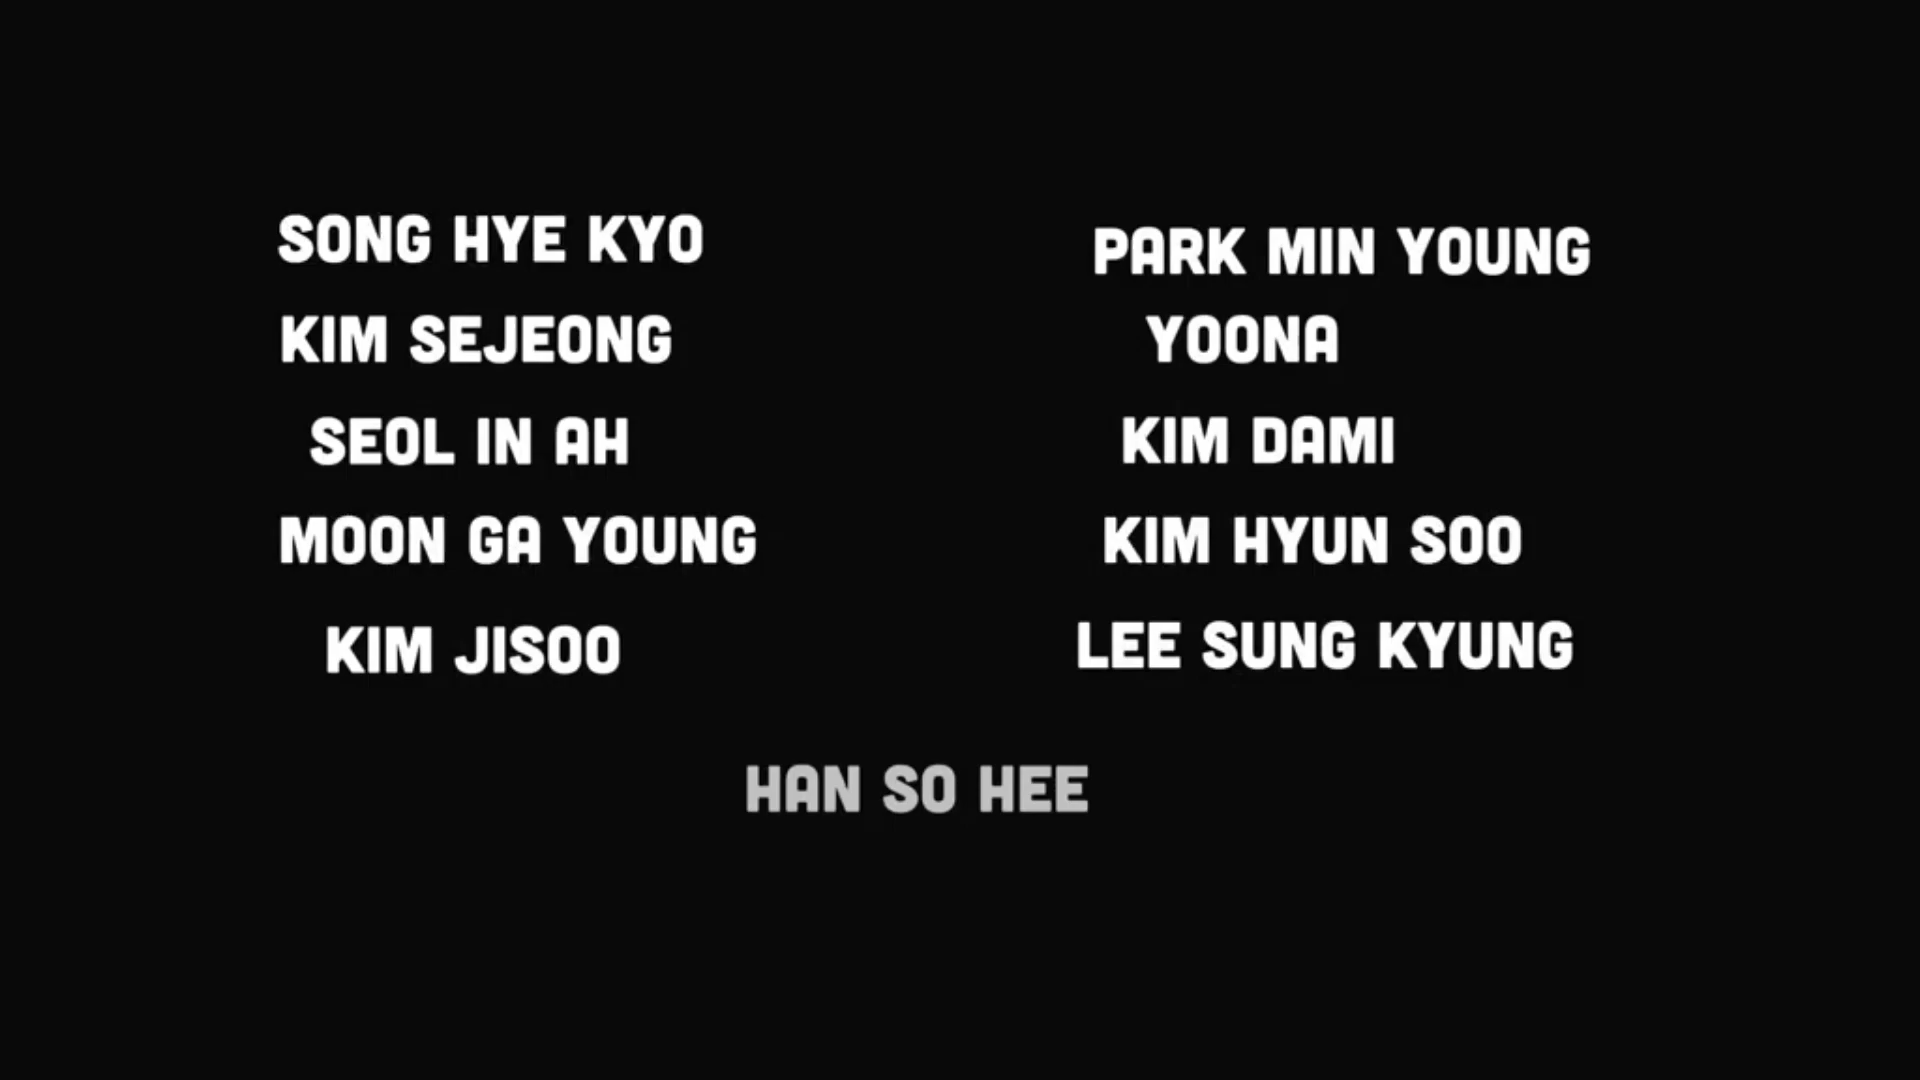 SONG HYE KYO
KIM SEJEONG
SEOL IN AH
MOON GA YOUNG
KIM JISOO
PARK MIN YOUNG
YOONA
KIM DAMI
KIM HYUN SOO
LEE SUNG KYUNG
HAN SO HEE